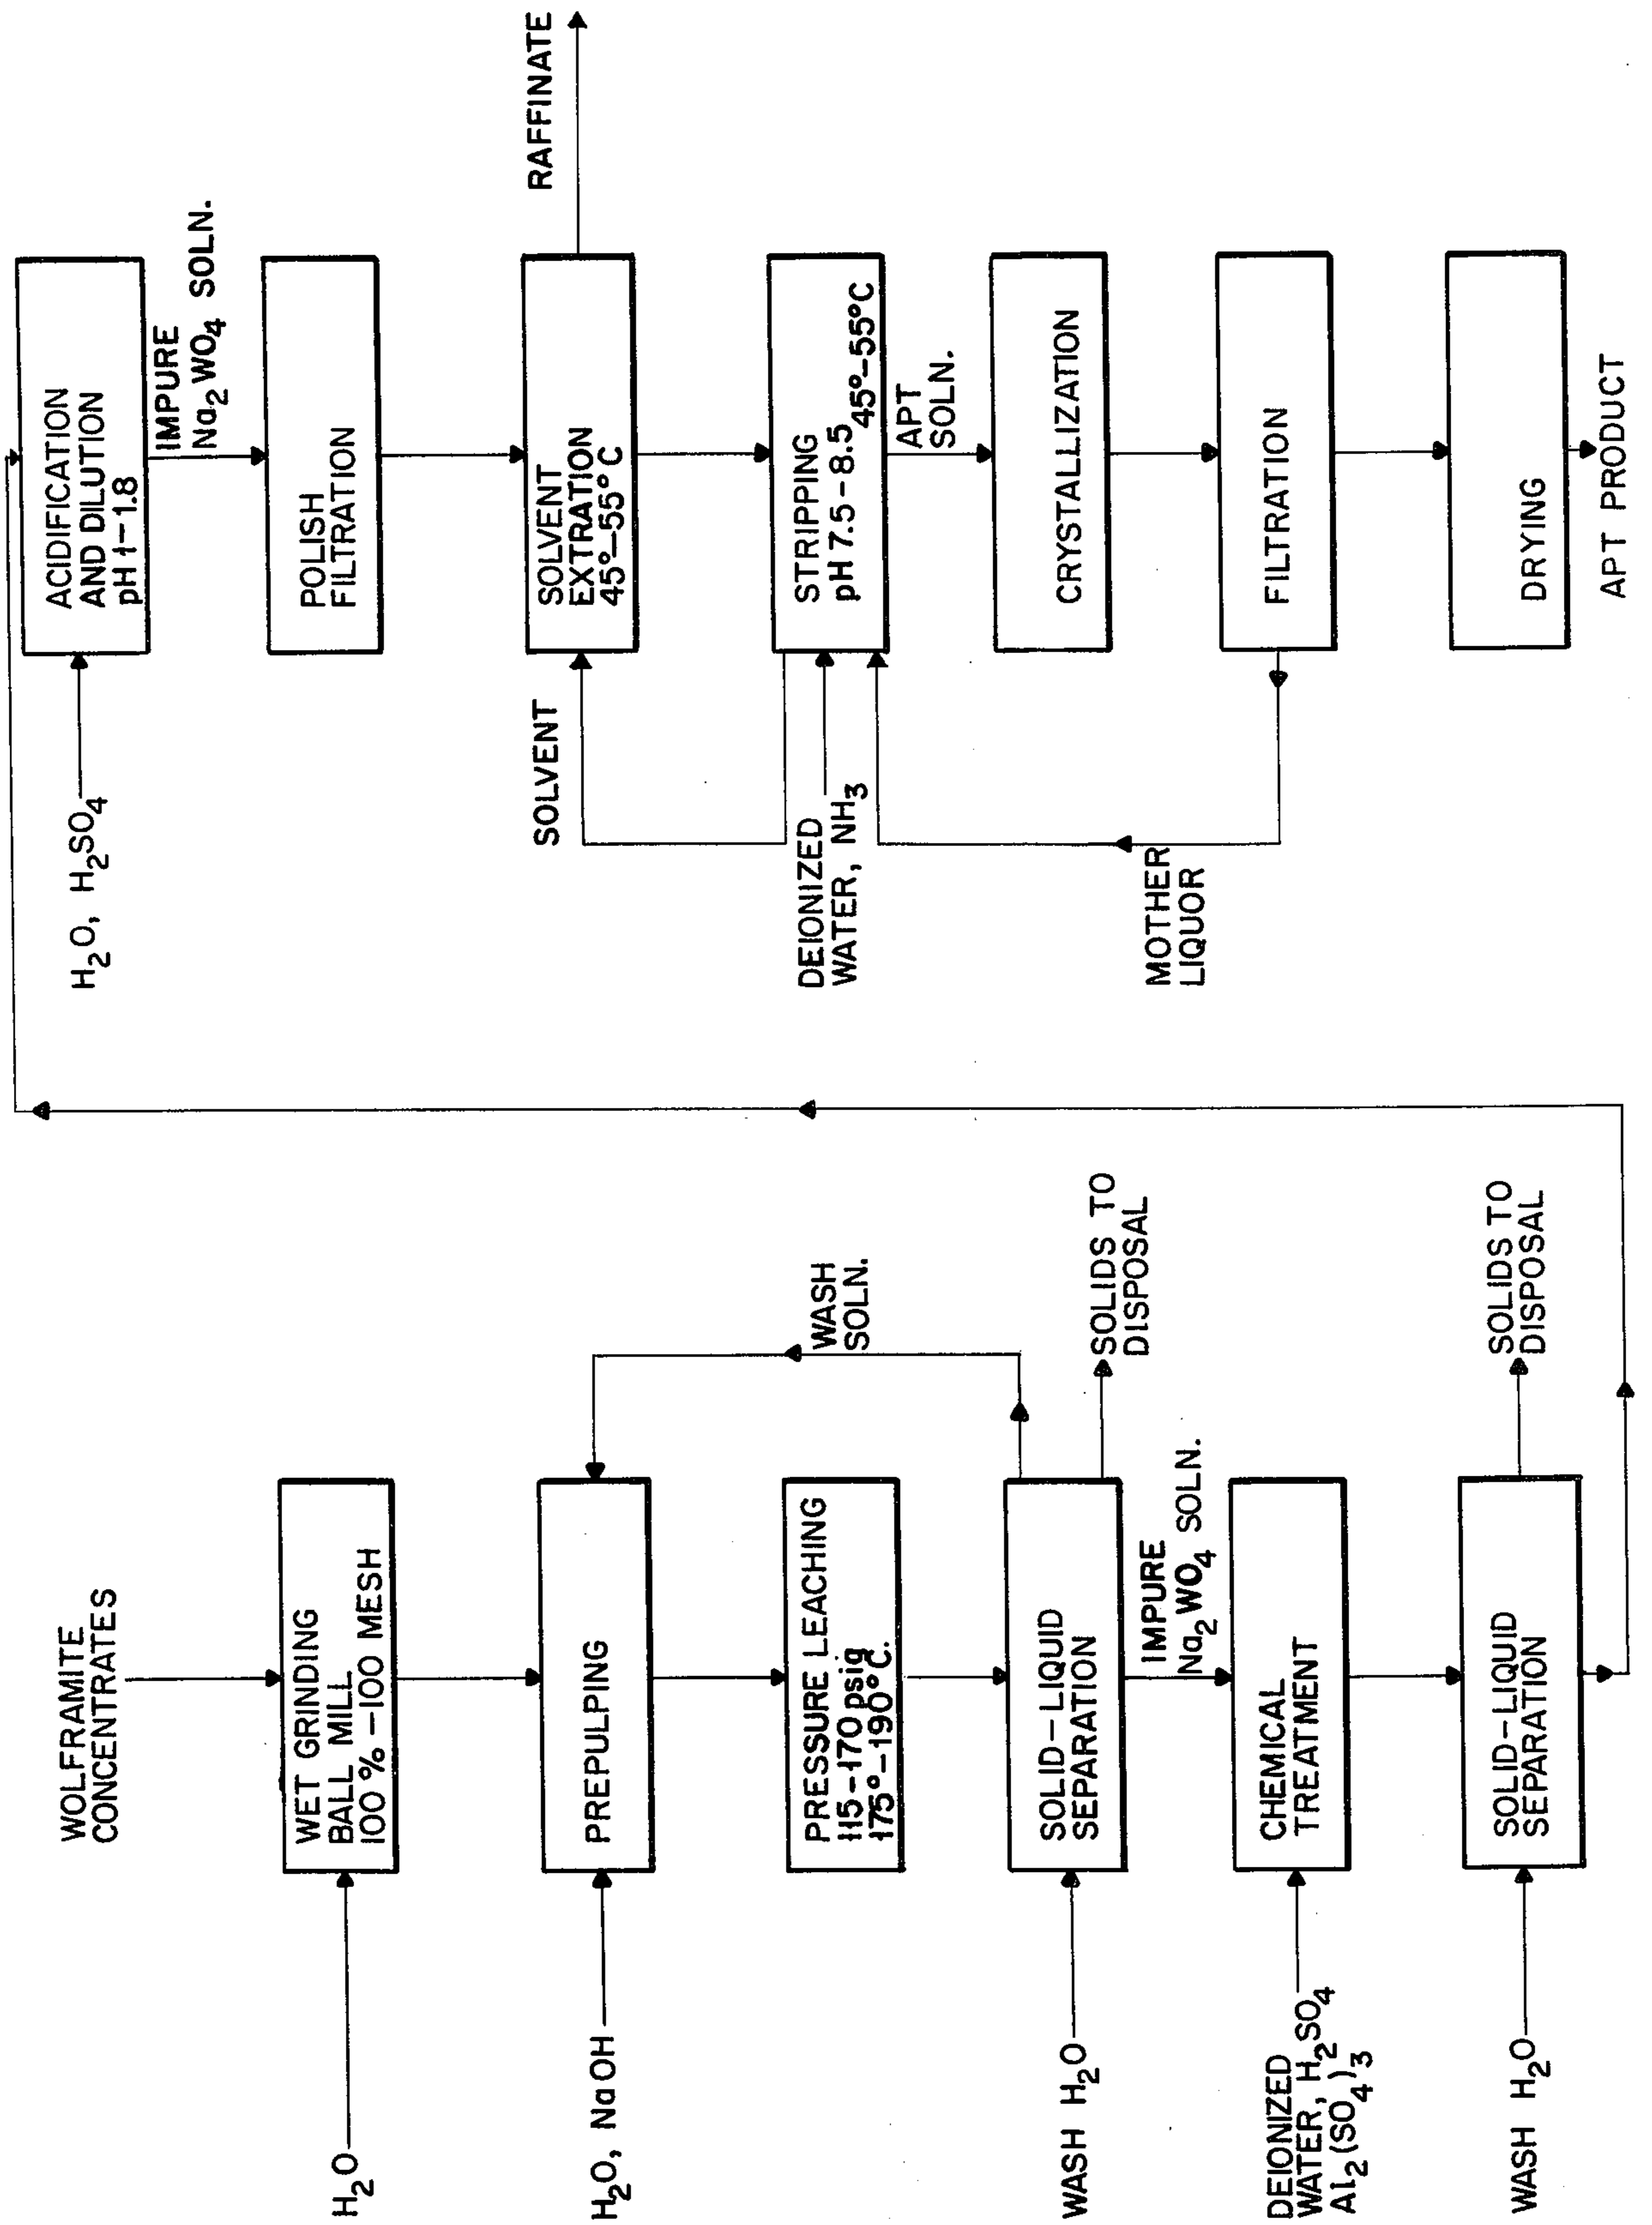 WOLFRAMITE
CONCENTRATES
H2O
WET GRINDING
BALL MILL
100 % -100 MESH
H2O, NaOH
PREPULPING
WASH
SOLN.
PRESSURE LEACHING
115-170 psig
175°-190°C.
WASH H2O
SOLID-LIQUID
SEPARATION
SOLIDS TO
DISPOSAL
IMPURE
Na2WO4 SOLN.
DEIONIZED
WATER, H2SO4
Al2(SO4)3
CHEMICAL
TREATMENT
WASH H2O
SOLID-LIQUID
SEPARATION
SOLIDS TO
DISPOSAL
H2O, H2SO4
ACIDIFICATION
AND DILUTION
pH 1-1.8
IMPURE
Na2WO4 SOLN.
POLISH
FILTRATION
SOLVENT
SOLVENT
EXTRATION
45°-55°C
RAFFINATE
DEIONIZED
WATER, NH3
STRIPPING
pH 7.5-8.5 45°-55°C
APT
SOLN.
CRYSTALLIZATION
MOTHER
LIQUOR
FILTRATION
DRYING
APT PRODUCT